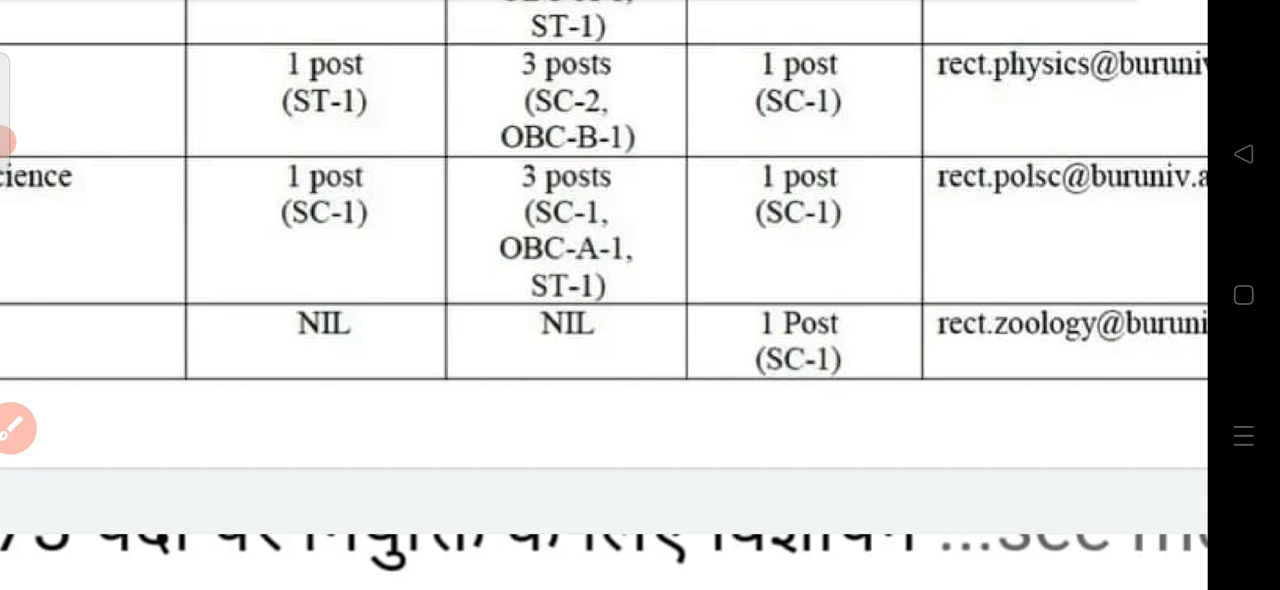 ST-1)
1 post
(ST-1)
3 posts
(SC-2,
OBC-B-1)
1 post
(SC-1)
rect.physics@buruniv
cience
1 post
(SC-1)
3 posts
(SC-1,
OBC-A-1,
ST-1)
1 post
(SC-1)
rect.polsc@buruniv.a
NIL
NIL
1 Post
(SC-1)
rect.zoology@buruni